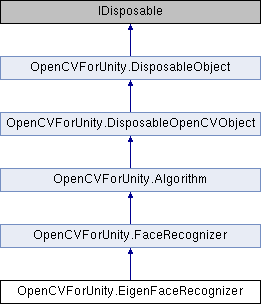 IDisposable
OpenCVForUnity.DisposableObject
OpenCVForUnity.DisposableOpenCVObject
OpenCVForUnity.Algorithm
OpenCVForUnity.FaceRecognizer
OpenCVForUnity.EigenFaceRecognizer